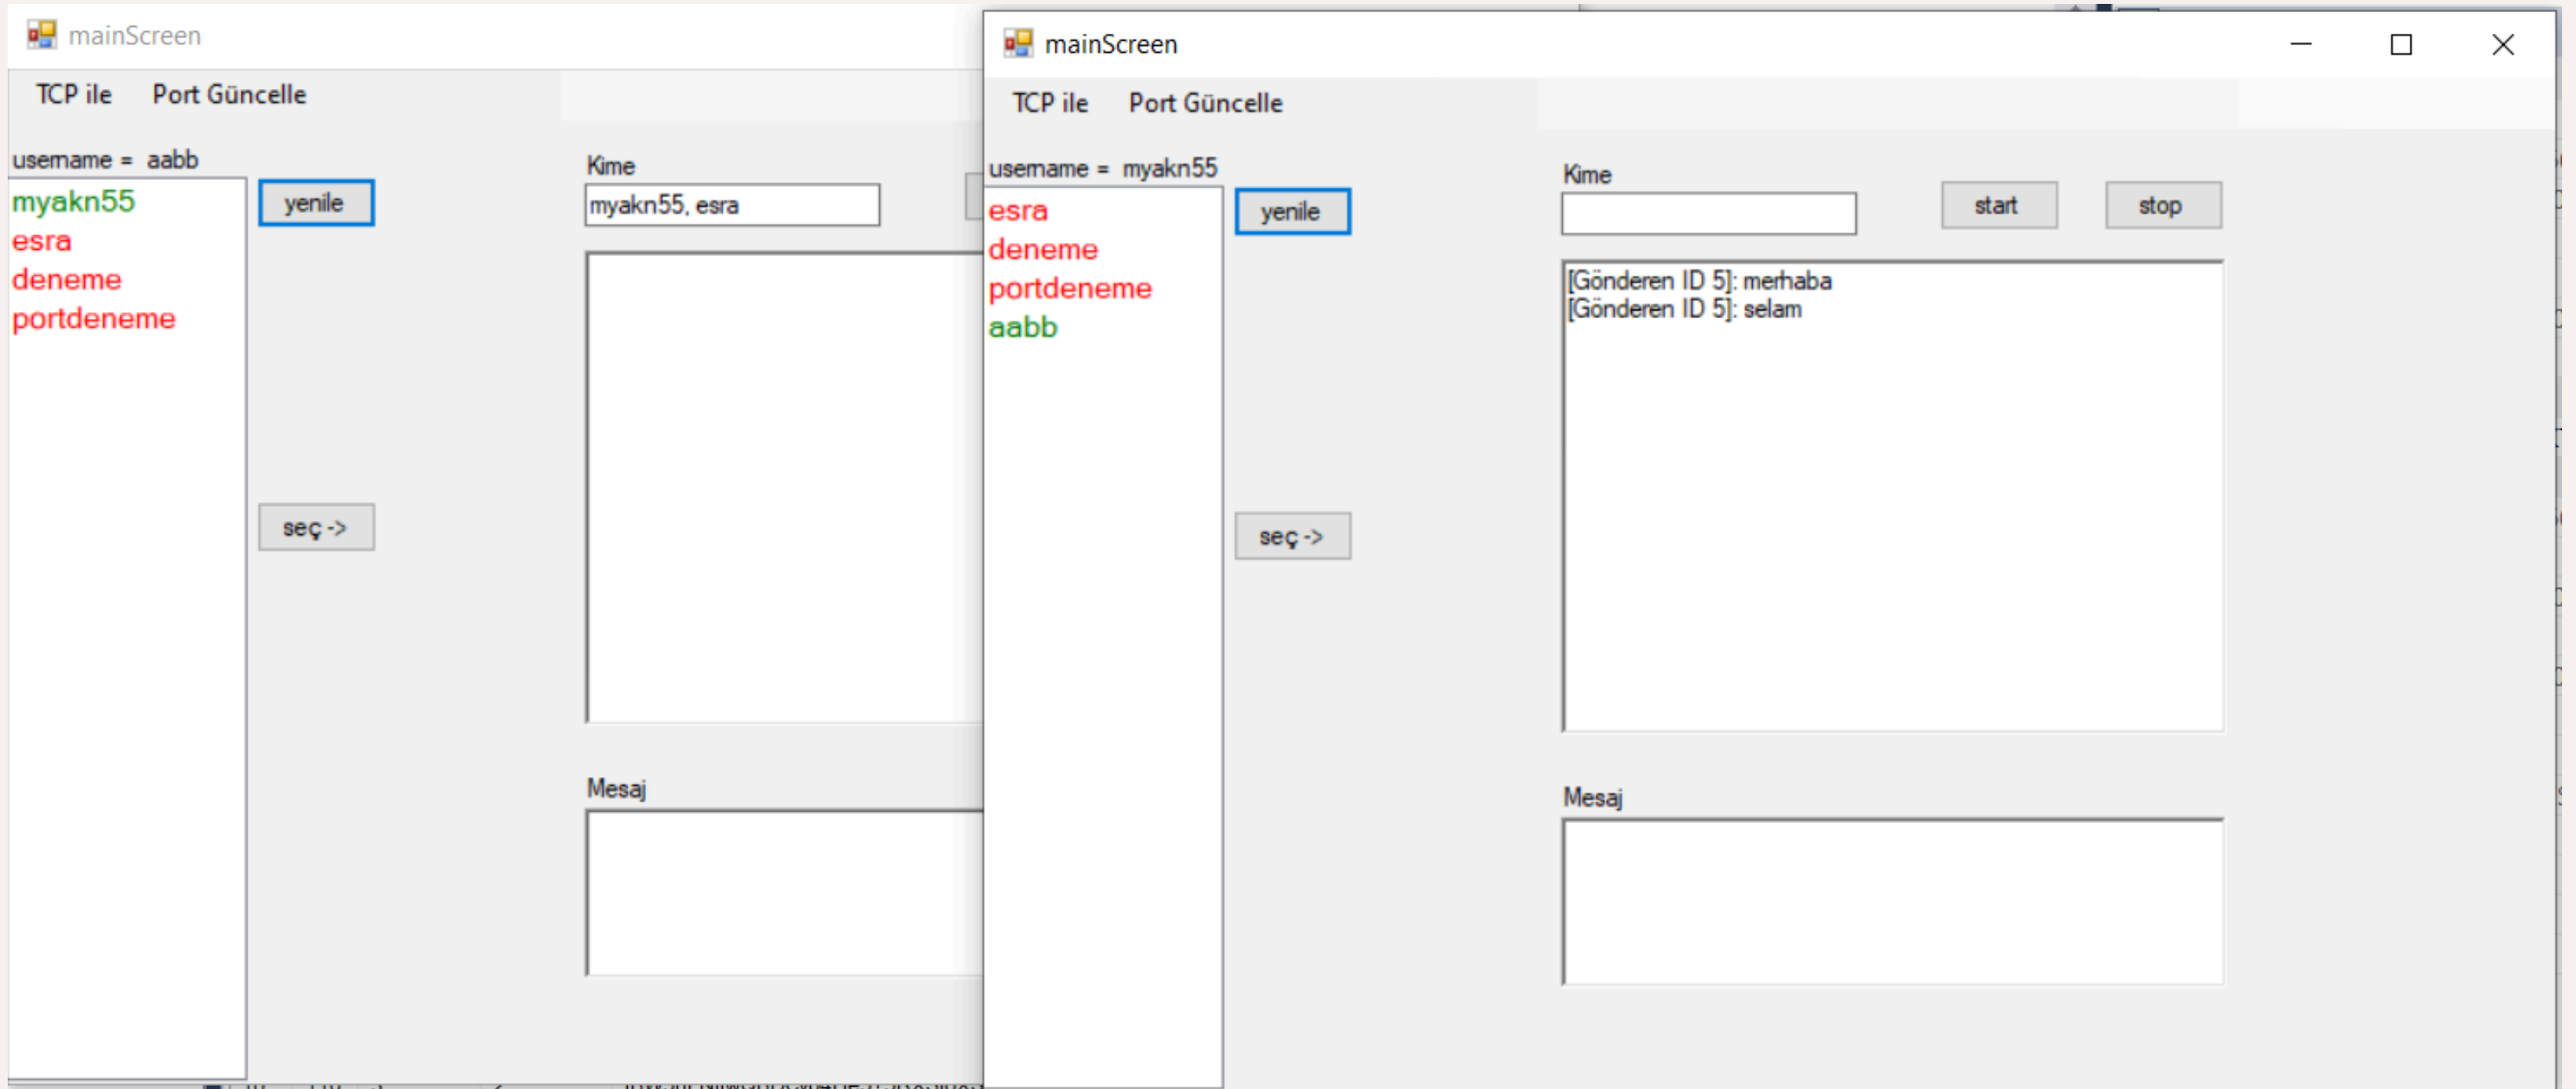 mainScreen
TCP ile Port Güncelle
username = aabb
myakn55
esra
deneme
portdeneme
yenile
seç ->
Kime
myakn55, esra
Mesaj
mainScreen
TCP ile Port Güncelle
username = myakn55
esra
deneme
portdeneme
aabb
yenile
seç ->
Kime
start
stop
[Gönderen ID 5]: merhaba
[Gönderen ID 5]: selam
Mesaj